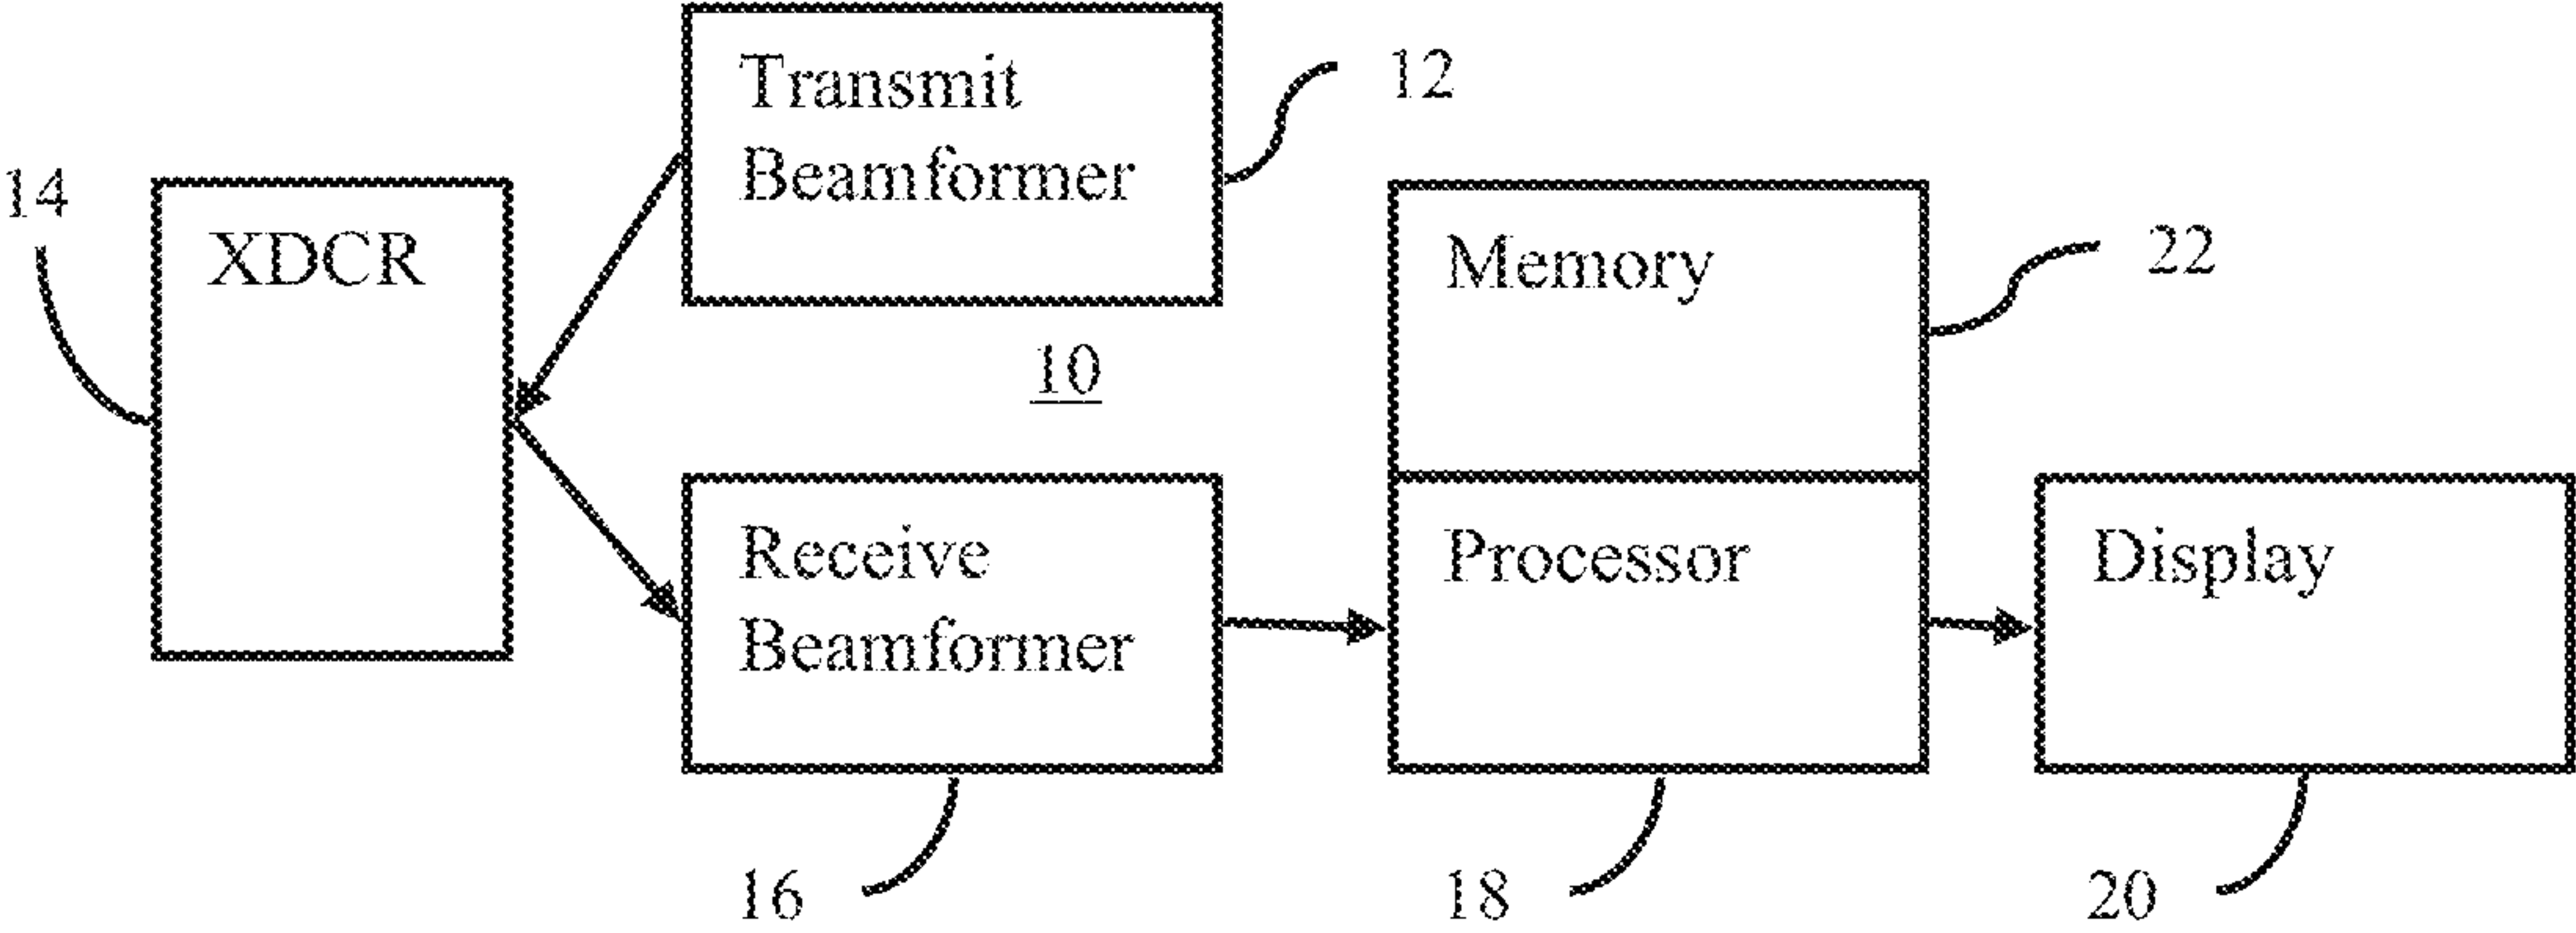 Transmit
Beamformer
12
14
XDCR
Memory
22
10
Receive
Beamformer
Processor
Display
16
18
20